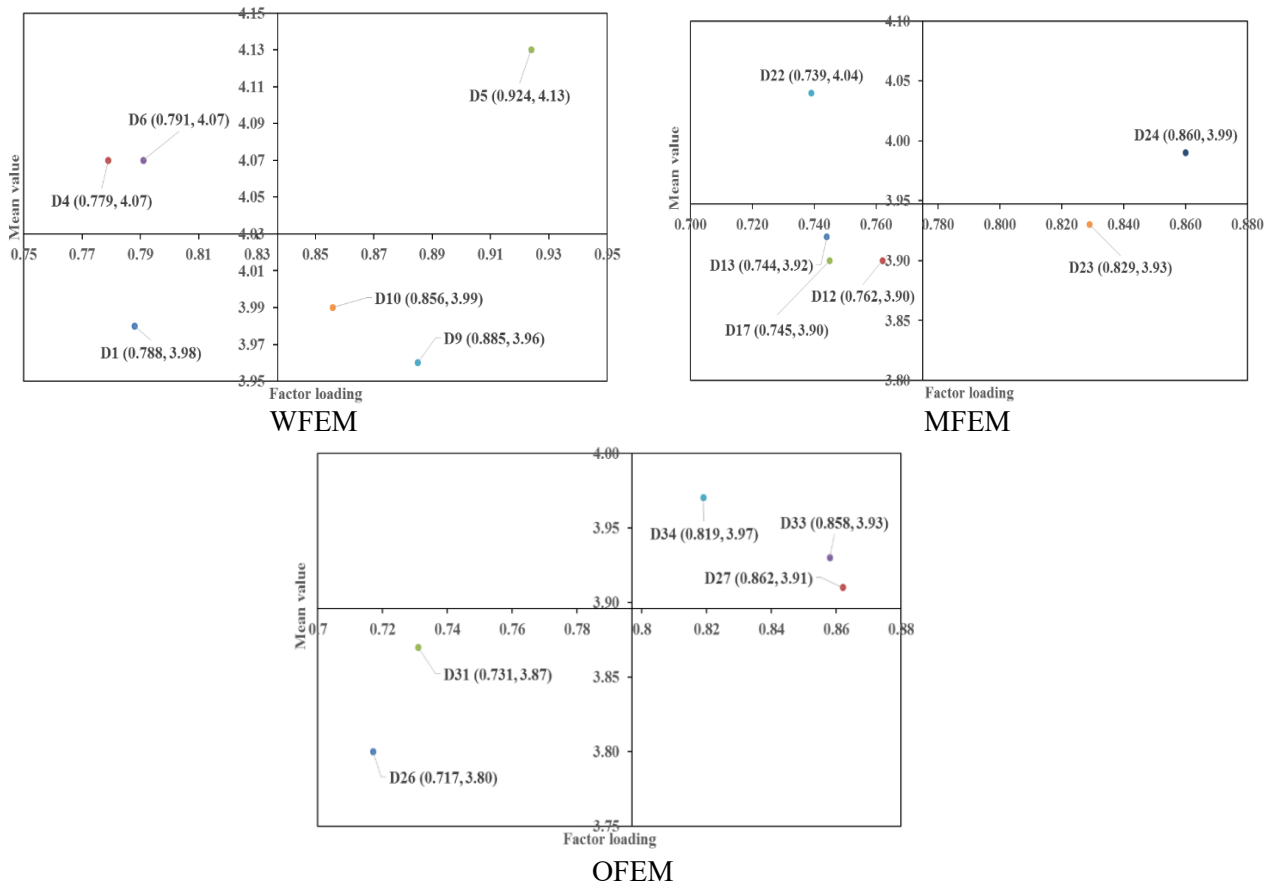 4.15
4.13
4.11
4.09
4.07
4.05
4.03
4.01
3.99
3.97
3.95
Mean value
D5 (0.924, 4.13)
D6 (0.791, 4.07)
D4 (0.779, 4.07)
0.75 0.77 0.79 0.81 0.83 0.85 0.87 0.89 0.91 0.93 0.95
D10 (0.856, 3.99)
D9 (0.885, 3.96)
D1 (0.788, 3.98)
Factor loading
WFEM
4.10
4.05
4.00
3.95
3.90
3.85
3.80
Mean value
D22 (0.739, 4.04)
D24 (0.860, 3.99)
0.700 0.720 0.740 0.760 0.780 0.800 0.820 0.840 0.860 0.880
D13 (0.744, 3.92)
D23 (0.829, 3.93)
D12 (0.762, 3.90)
D17 (0.745, 3.90)
Factor loading
MFEM
4.00
3.95
3.90
3.85
3.80
3.75
Mean value
D34 (0.819, 3.97)
D33 (0.858, 3.93)
D27 (0.862, 3.91)
0.7 0.72 0.74 0.76 0.78 0.8 0.82 0.84 0.86 0.88
D31 (0.731, 3.87)
D26 (0.717, 3.80)
Factor loading
OFEM